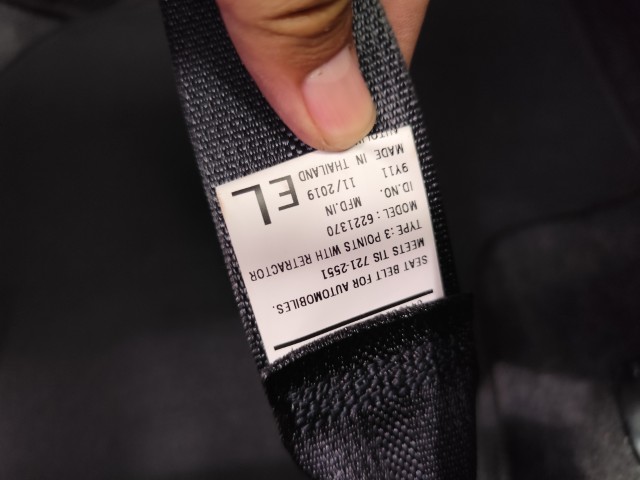 SEAT BELT FOR AUTOMOBILES.
MEETS TIS 721-2551
TYPE : 3 POINTS WITH RETRACTOR
MODEL : 6221370
MFD.IN
ID.NO. 11/2019
9Y11
EL
MADE IN THAILAND